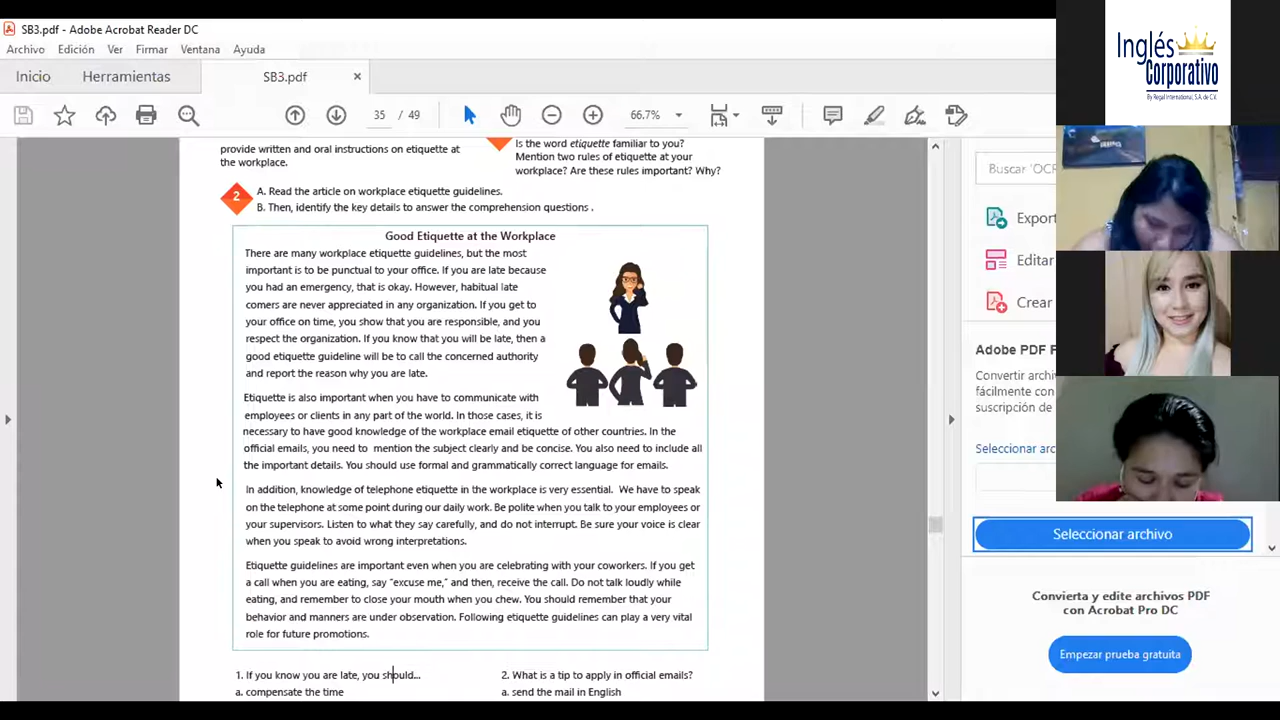 SB3.pdf - Adobe Acrobat Reader DC
Archivo Edición Ver Firmar Ventana Ayuda
Inicio Herramientas SB3.pdf ×
35 / 49 66.7%
provide written and oral instructions on etiquette at
the workplace.
Is the word etiquette familiar to you?
Mention two rules of etiquette at your
workplace? Are these rules important? Why?
2
A. Read the article on workplace etiquette guidelines.
B. Then, identify the key details to answer the comprehension questions .
Good Etiquette at the Workplace
There are many workplace etiquette guidelines, but the most
important is to be punctual to your office. If you are late because
you had an emergency, that is okay. However, habitual late
comers are never appreciated in any organization. If you get to
your office on time, you show that you are responsible, and you
respect the organization. If you know that you will be late, then a
good etiquette guideline will be to call the concerned authority
and report the reason why you are late.
Etiquette is also important when you have to communicate with
employees or clients in any part of the world. In those cases, it is
necessary to have good knowledge of the workplace email etiquette of other countries. In the
official emails, you need to mention the subject clearly and be concise. You also need to include all
the important details. You should use formal and grammatically correct language for emails.
In addition, knowledge of telephone etiquette in the workplace is very essential. We have to speak
on the telephone at some point during our daily work. Be polite when you talk to your employees or
your supervisors. Listen to what they say carefully, and do not interrupt. Be sure your voice is clear
when you speak to avoid wrong interpretations.
Etiquette guidelines are important even when you are celebrating with your coworkers. If you get
a call when you are eating, say "excuse me," and then, receive the call. Do not talk loudly while
eating, and remember to close your mouth when you chew. You should remember that your
behavior and manners are under observation. Following etiquette guidelines can play a very vital
role for future promotions.
1. If you know you are late, you should...
a. compensate the time
2. What is a tip to apply in official emails?
a. send the mail in English
Inglés
Corporativo
By Regal International, S.A. de C.V.
Buscar 'OC
Export
Editar
Crear
Adobe PDF P
Convertir archi
fácilmente con
suscripción de
Seleccionar
Seleccionar archivo
Convierta y edite archivos PDF
con Acrobat Pro DC
Empezar prueba gratuita